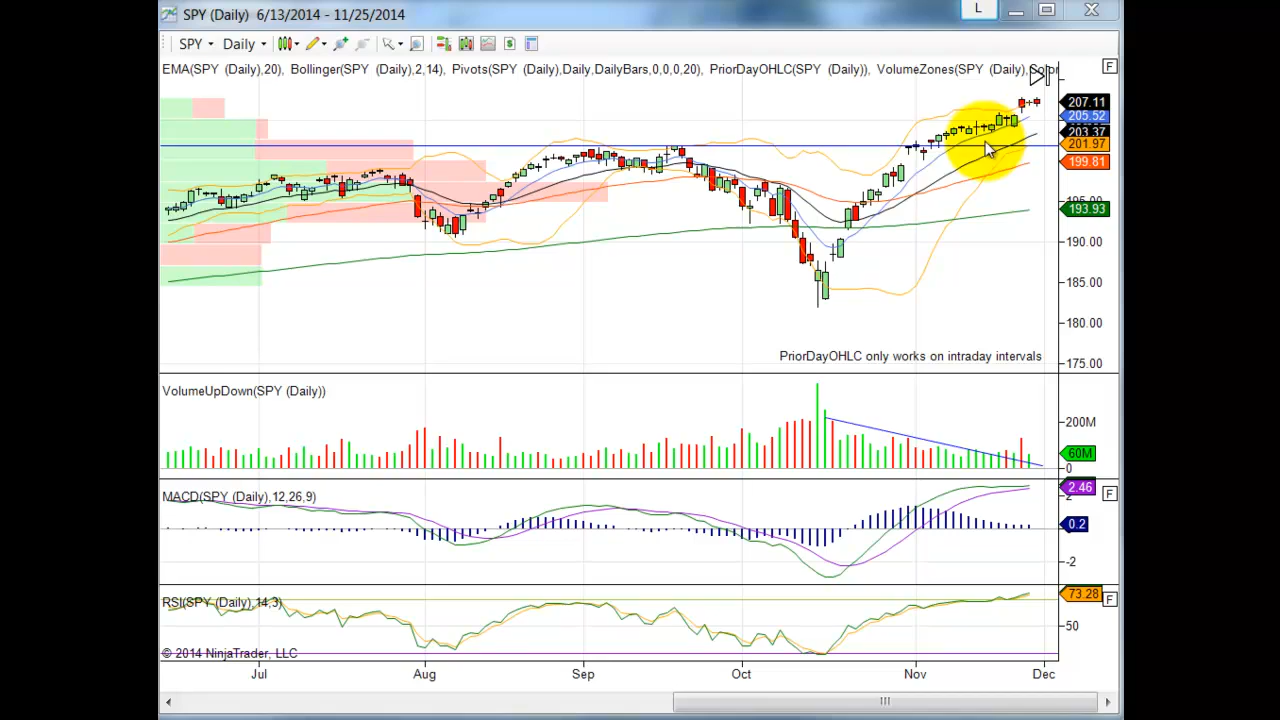 SPY (Daily) 6/13/2014 - 11/25/2014
L
SPY Daily
EMA(SPY (Daily),20), Bollinger(SPY (Daily),2,14), Pivots(SPY (Daily),Daily,DailyBars,0,0,0,20), PriorDayOHLC(SPY (Daily)), VolumeZones(SPY (Daily),Color
F
207.11
205.52
203.37
201.97
199.81
195.00
193.93
190.00
185.00
180.00
PriorDayOHLC only works on intraday intervals
175.00
VolumeUpDown(SPY (Daily))
200M
60M
0
MACD(SPY (Daily),12,26,9)
2.46
F
2
0.2
-2
RSI(SPY (Daily),14,3)
73.28
F
50
© 2014 NinjaTrader, LLC
Jul Aug Sep Oct Nov Dec